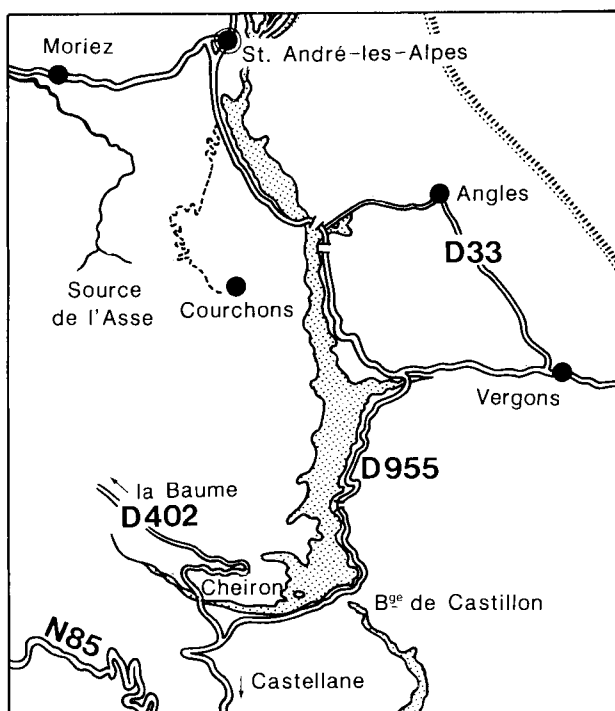 Moriez
St. André-les-Alpes
Angles
D33
Source
de l'Asse
Courchons
Vergons
D955
la Baume
D402
Cheiron
Bge de Castillon
N85
Castellane